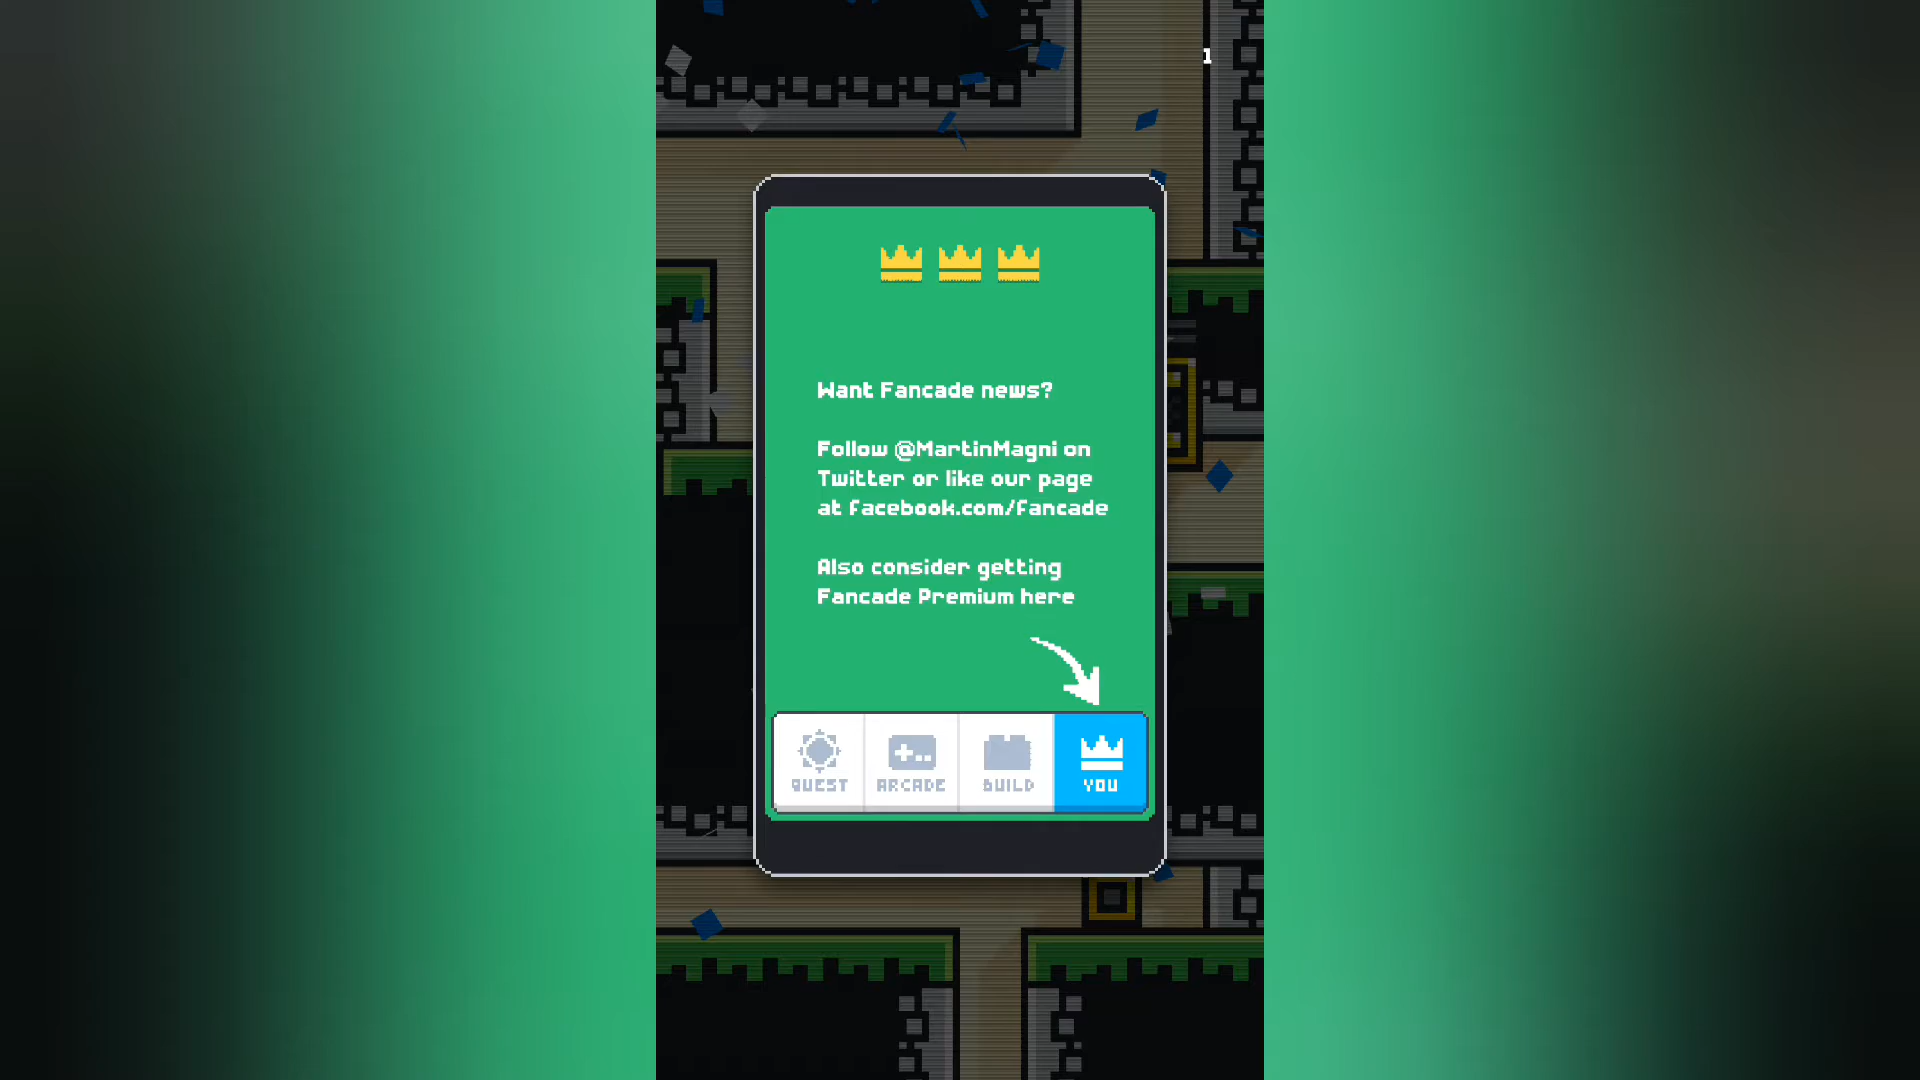 1
Want Fancade news?
Follow @MartinMagni on
Twitter or like our page
at facebook.com/fancade
Also consider getting
Fancade Premium here
QUEST ARCADE BUILD YOU